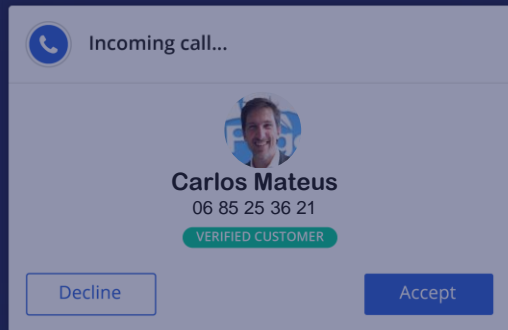 Incoming call...
Carlos Mateus
06 85 25 36 21
VERIFIED CUSTOMER
Decline
Accept